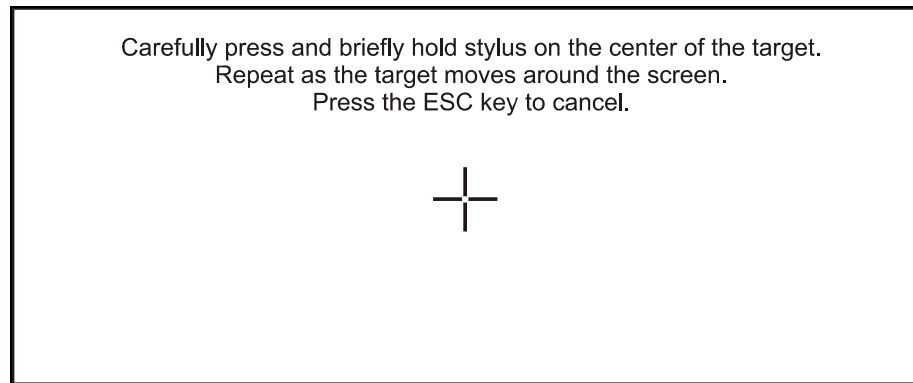 Carefully press and briefly hold stylus on the center of the target.
Repeat as the target moves around the screen.
Press the ESC key to cancel.